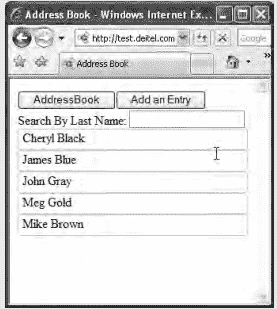 Address Book - Windows Internet Ex...
http://test.deitel.com
Google
Address Book
AddressBook Add an Entry
Search By Last Name:
Cheryl Black
James Blue
John Gray
Meg Gold
Mike Brown